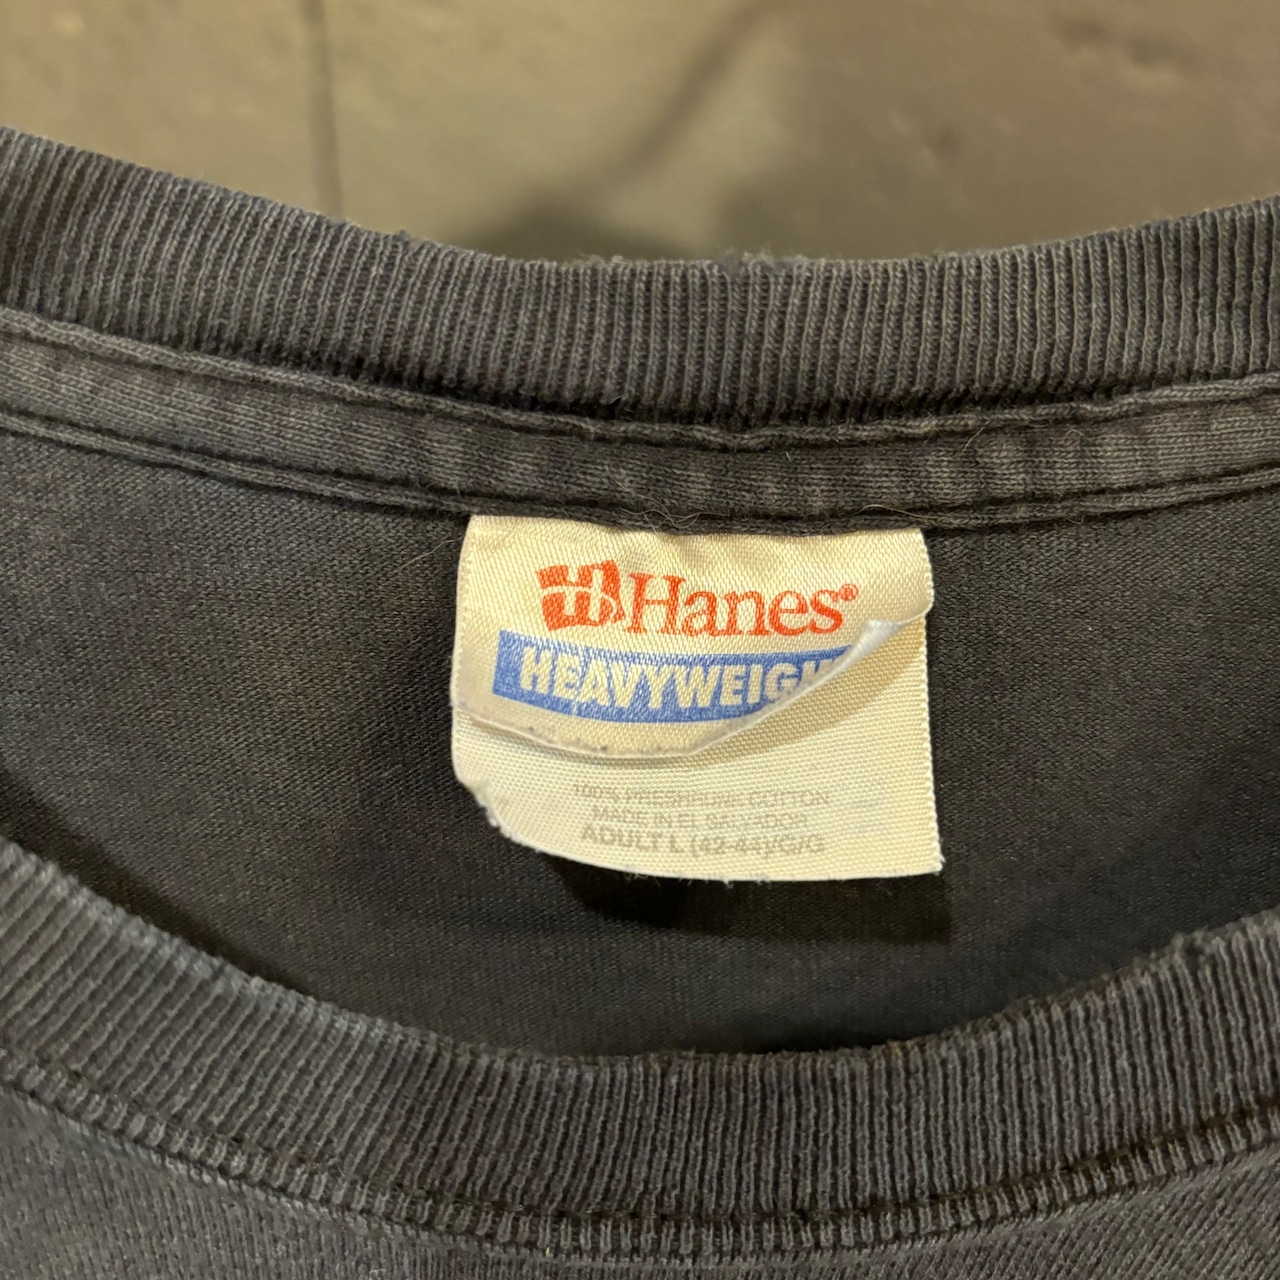 Hanes®
HEAVYWEIGH
100% PRESHRUNK COTTON
MADE IN EL SALVADOR
ADULT L (42-44)/G/G